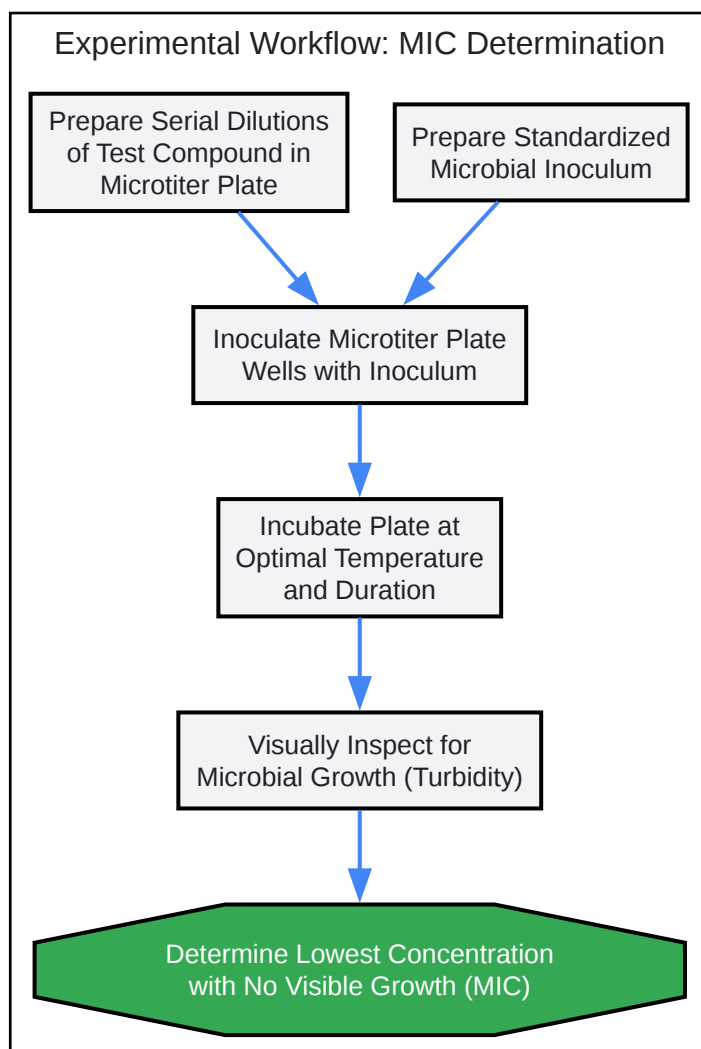 Experimental Workflow: MIC Determination
Prepare Serial Dilutions
of Test Compound in
Microtiter Plate
Prepare Standardized
Microbial Inoculum
Inoculate Microtiter Plate
Wells with Inoculum
Incubate Plate at
Optimal Temperature
and Duration
Visually Inspect for
Microbial Growth (Turbidity)
Determine Lowest Concentration
with No Visible Growth (MIC)